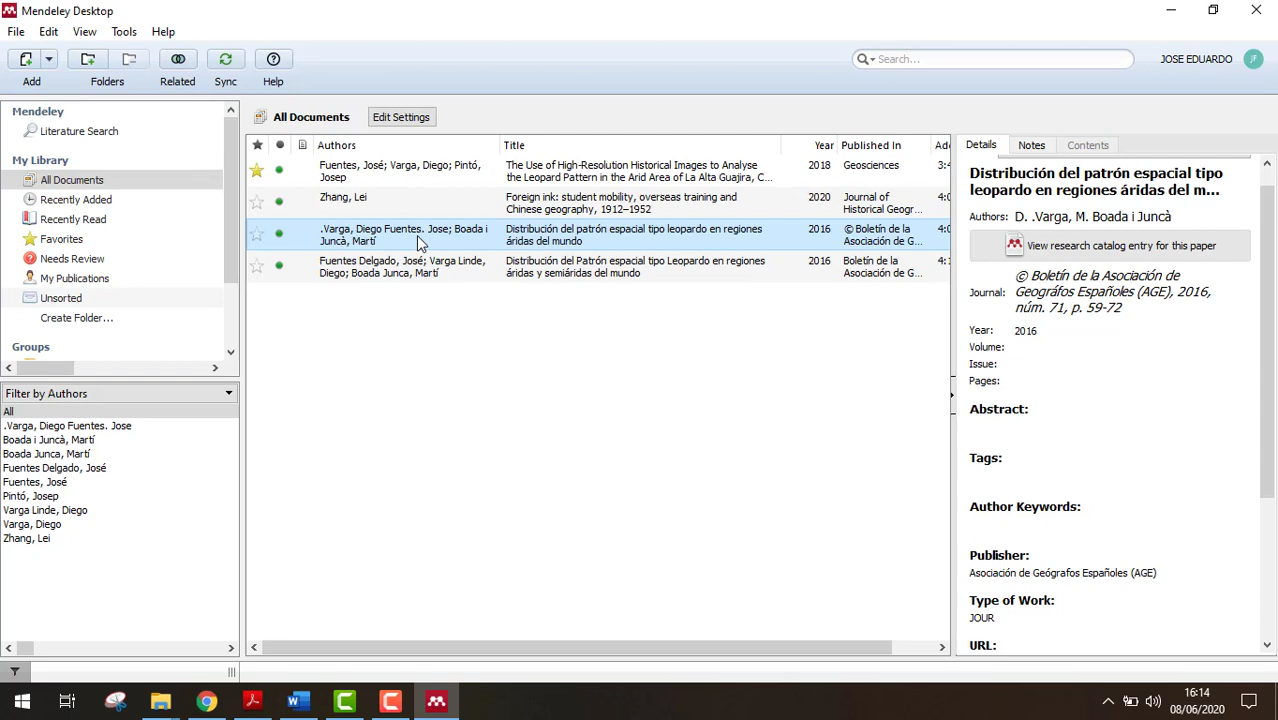 Mendeley Desktop
File Edit View Tools Help
Add Folders Related Sync Help
Search...
JOSE EDUARDO JF
Mendeley
Literature Search
My Library
All Documents
Recently Added
Recently Read
Favorites
Needs Review
My Publications
Unsorted
Create Folder...
Groups
Filter by Authors
All
.Varga, Diego Fuentes. Jose
Boada i Juncà, Martí
Boada Junca, Martí
Fuentes Delgado, José
Fuentes, José
Pintó, Josep
Varga Linde, Diego
Varga, Diego
Zhang, Lei
All Documents Edit Settings
Authors Title Year Published In Ad
Fuentes, José; Varga, Diego; Pintó, The Use of High-Resolution Historical Images to Analyse 2018 Geosciences 3:4
Josep the Leopard Pattern in the Arid Area of La Alta Guajira, C...
Zhang, Lei Foreign ink: student mobility, overseas training and 2020 Journal of 4:0
Chinese geography, 1912–1952 Historical Geogr...
.Varga, Diego Fuentes. Jose; Boada i Distribución del patrón espacial tipo leopardo en regiones 2016 © Boletín de la 4:0
Juncà, Martí áridas del mundo Asociación de G...
Fuentes Delgado, José; Varga Linde, Distribución del Patrón espacial tipo Leopardo en regiones 2016 Boletín de la 4:1
Diego; Boada Junca, Martí áridas y semiáridas del mundo Asociación de G...
Details Notes Contents
Distribución del patrón espacial tipo
leopardo en regiones áridas del m...
Authors: D. .Varga, M. Boada i Juncà
View research catalog entry for this paper
© Boletín de la Asociación de
Journal: Geográfos Españoles (AGE), 2016,
núm. 71, p. 59-72
Year: 2016
Volume:
Issue:
Pages:
Abstract:
Tags:
Author Keywords:
Publisher:
Asociación de Geógrafos Españoles (AGE)
Type of Work:
JOUR
URL:
16:14
08/06/2020